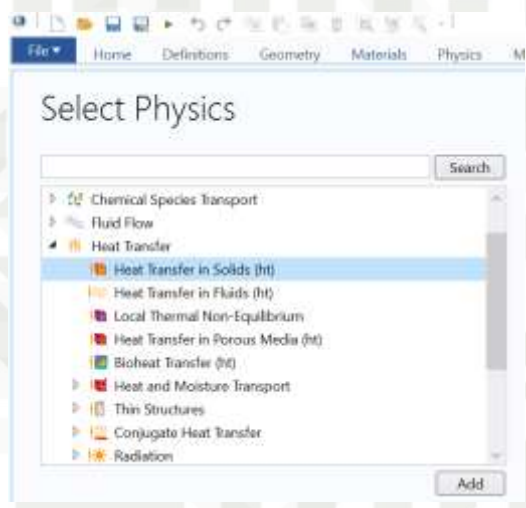 File Home Definitions Geometry Materials Physics M
Select Physics
Search
Chemical Species Transport
Fluid Flow
Heat Transfer
Heat Transfer in Solids (ht)
Heat Transfer in Fluids (ht)
Local Thermal Non-Equilibrium
Heat Transfer in Porous Media (ht)
Bioheat Transfer (ht)
Heat and Moisture Transport
Thin Structures
Conjugate Heat Transfer
Radiation
Add